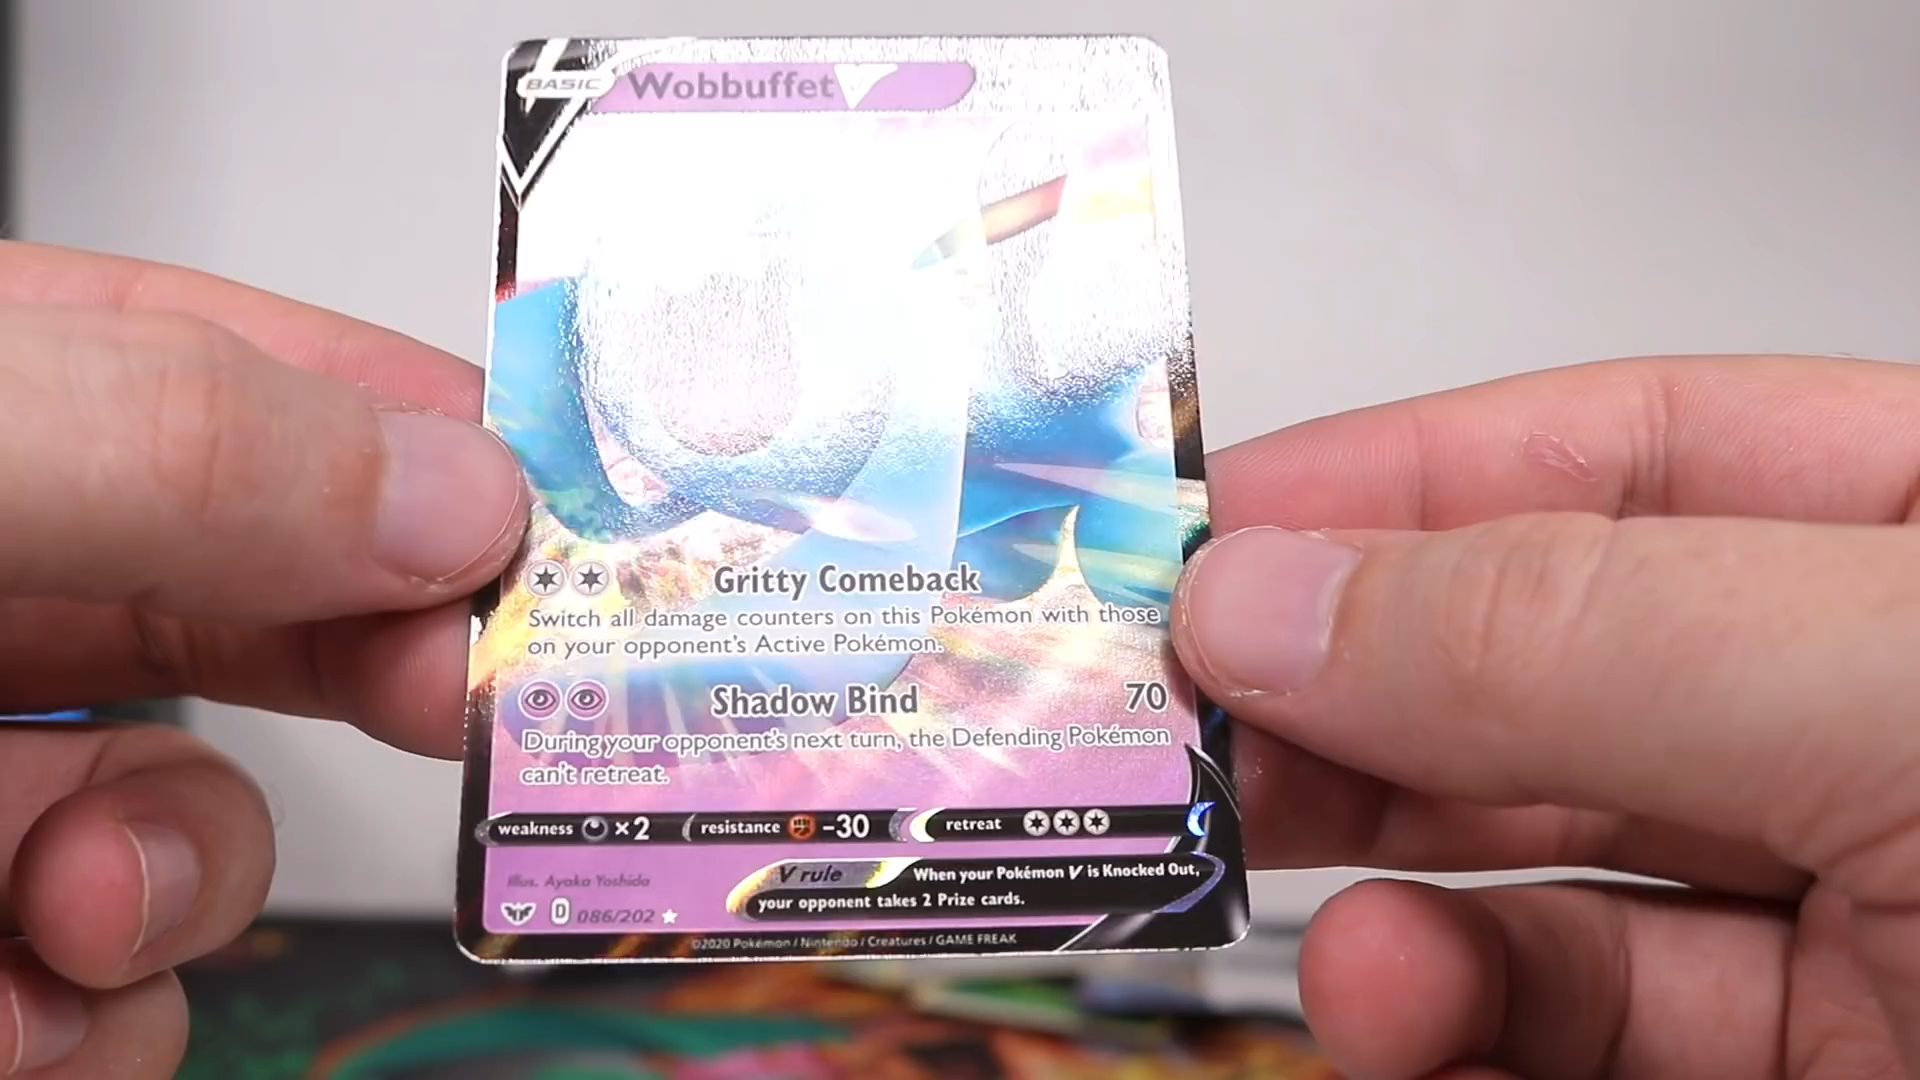 BASIC Wobbuffet V
Gritty Comeback
Switch all damage counters on this Pokémon with those
on your opponent's Active Pokémon.
Shadow Bind 70
During your opponent's next turn, the Defending Pokémon
can't retreat.
weakness ×2 resistance -30 retreat
V rule When your Pokémon V is Knocked Out,
your opponent takes 2 Prize cards.
Illus. Ayaka Yoshida
D 086/202
©2020 Pokémon / Nintendo / Creatures / GAME FREAK